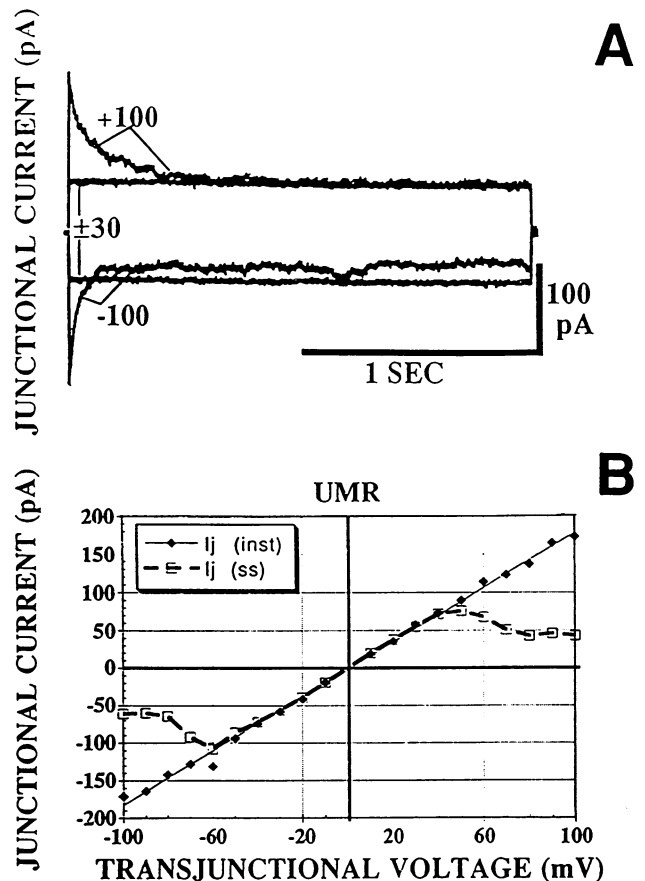 A
JUNCTIONAL CURRENT (pA)
+100
±30
-100
100
pA
1 SEC
B
UMR
JUNCTIONAL CURRENT (pA)
200
150
100
50
0
-50
-100
-150
-200
Ij (inst)
Ij (ss)
-100 -60 -20 20 60 100
TRANSJUNCTIONAL VOLTAGE (mV)